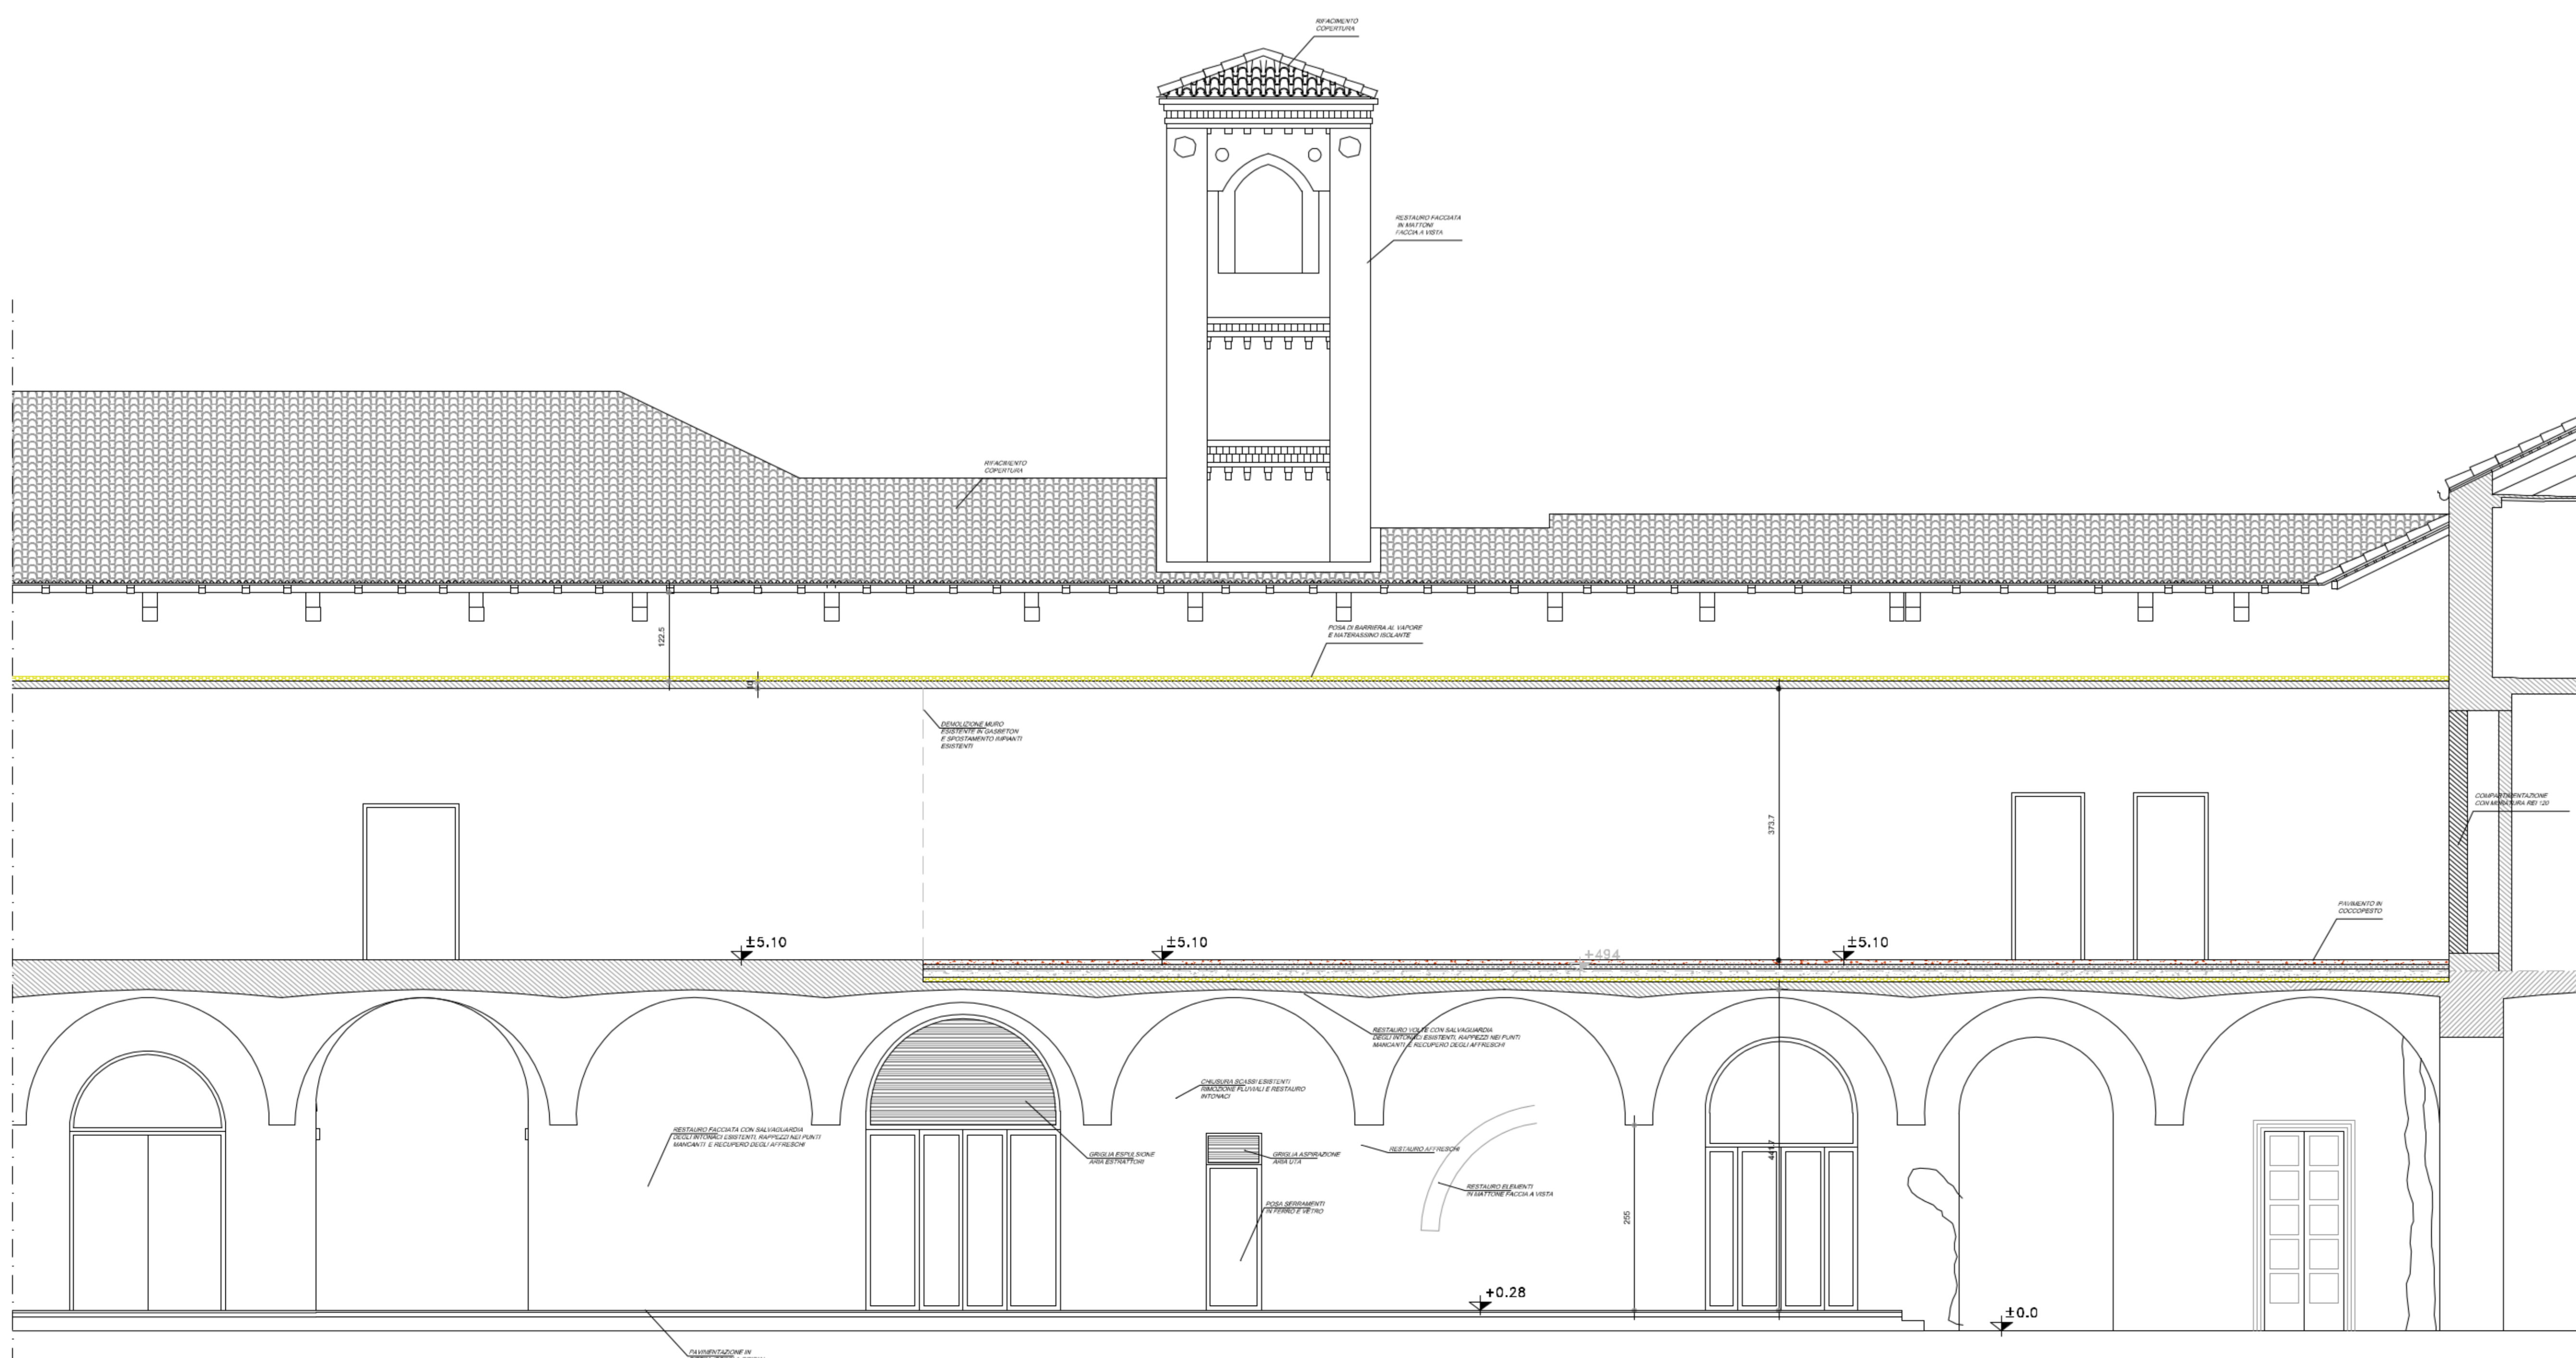 RIFACIMENTO
COPERTURA
RESTAURO FACCIATA
IN MATTONI
FACCIA A VISTA
RIFACIMENTO
COPERTURA
122.5
POSA DI BARRIERA AL VAPORE
E MATERASSINO ISOLANTE
10
DEMOLIZIONE MURO
ESISTENTE IN GASBETON
E SPOSTAMENTO IMPIANTI
ESISTENTI
373.7
COMPARTIMENTAZIONE
CON MURATURA REI 120
PAVIMENTO IN
COCCOPESTO
±5.10
±5.10
+494
±5.10
RESTAURO VOLTE CON SALVAGUARDIA
DEGLI INTONACI ESISTENTI, RAPPEZZI NEI PUNTI
MANCANTI E RECUPERO DEGLI AFFRESCHI
CHIUSURA SCASSI ESISTENTI
RIMOZIONE PLUVIALI E RESTAURO
INTONACI
RESTAURO FACCIATA CON SALVAGUARDIA
DEGLI INTONACI ESISTENTI, RAPPEZZI NEI PUNTI
MANCANTI E RECUPERO DEGLI AFFRESCHI
GRIGLIA ESPULSIONE
ARIA ESTRATTORI
GRIGLIA ASPIRAZIONE
ARIA UTA
RESTAURO AFFRESCHI
441.7
RESTAURO ELEMENTI
IN MATTONE FACCIA A VISTA
POSA SERRAMENTI
IN FERRO E VETRO
255
+0.28
±0.0
PAVIMENTAZIONE IN